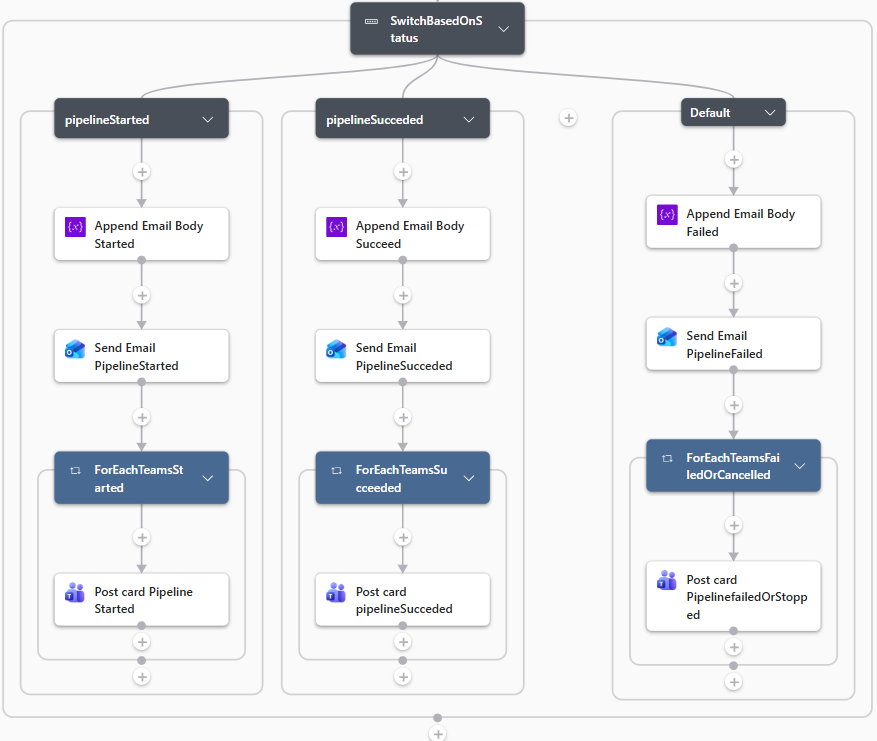 SwitchBasedOnS
tatus
pipelineStarted
pipelineSucceded
Default
Append Email Body
Started
Append Email Body
Succeed
Append Email Body
Failed
Send Email
PipelineStarted
Send Email
PipelineSucceded
Send Email
PipelineFailed
ForEachTeamsSt
arted
ForEachTeamsSu
cceeded
ForEachTeamsFai
ledOrCancelled
Post card Pipeline
Started
Post card
pipelineSucceded
Post card
PipelinefailedOrStopp
ed